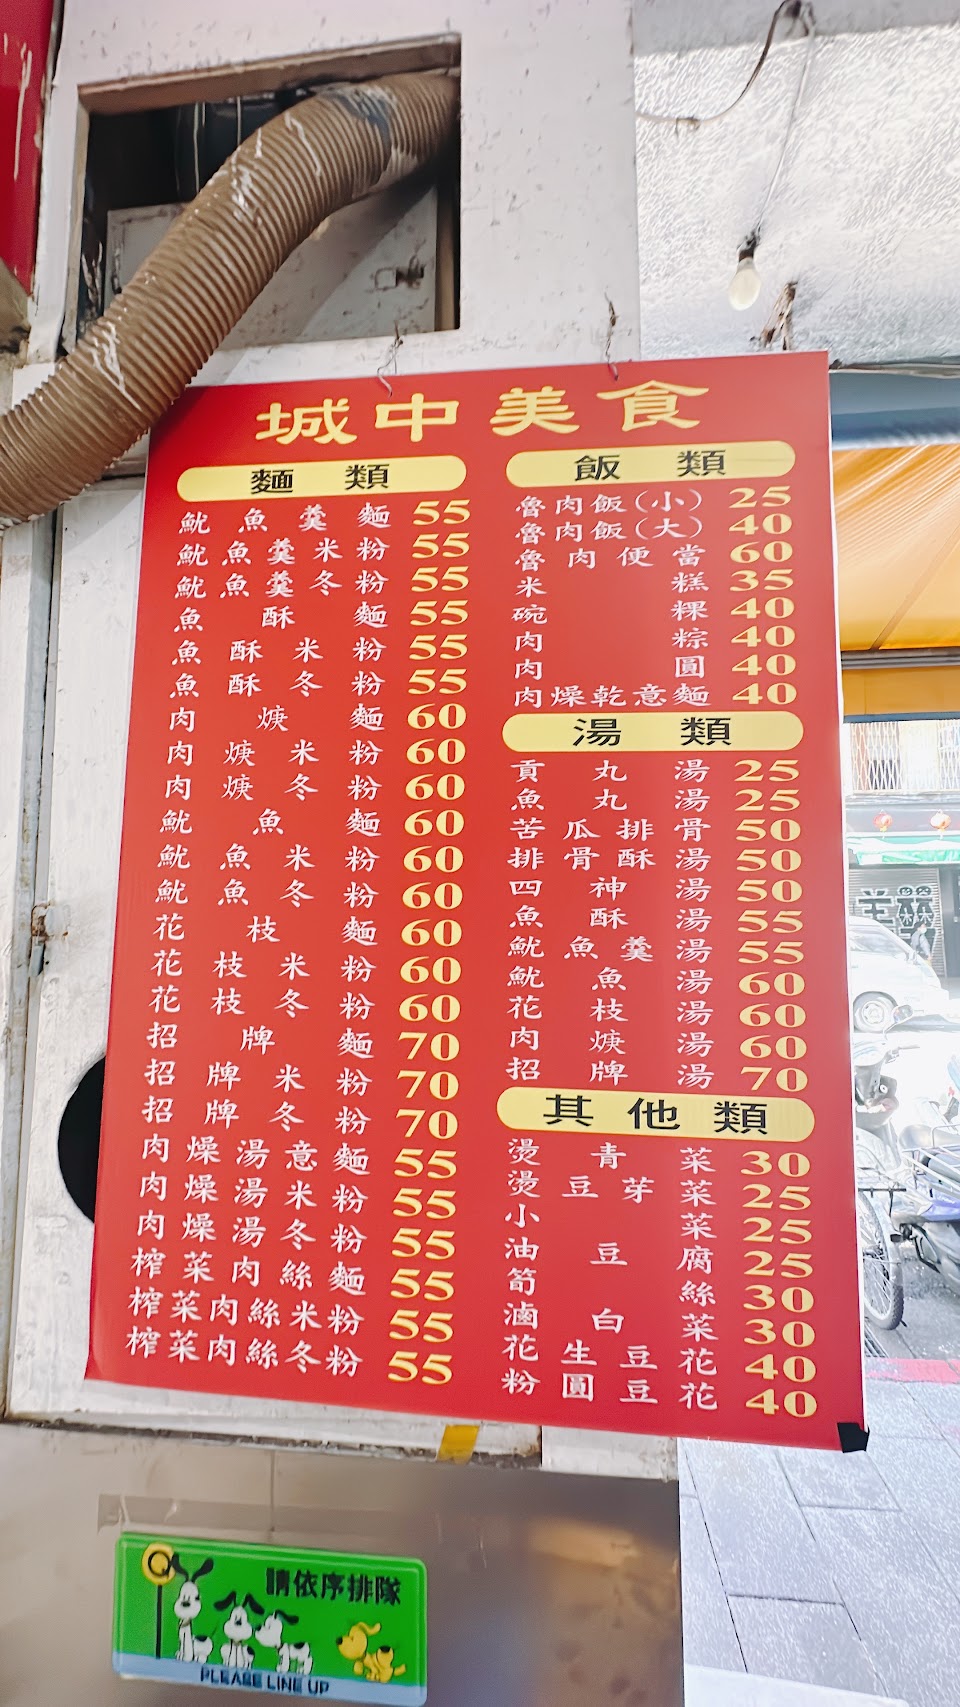 城中美食
麵類
魷魚羹麵 55
魷魚羹米粉 55
魷魚羹冬粉 55
魚酥麵 55
魚酥米粉 55
魚酥冬粉 55
肉焿麵 60
肉焿米粉 60
肉焿冬粉 60
魷魚麵 60
魷魚米粉 60
魷魚冬粉 60
花枝麵 60
花枝米粉 60
花枝冬粉 60
招牌麵 70
招牌米粉 70
招牌冬粉 70
肉燥湯意麵 55
肉燥湯米粉 55
肉燥湯冬粉 55
榨菜肉絲麵 55
榨菜肉絲米粉 55
榨菜肉絲冬粉 55
飯類
魯肉飯(小) 25
魯肉飯(大) 40
魯肉便當 60
米糕 35
碗粿 40
肉粽 40
肉圓 40
肉燥乾意麵 40
湯類
貢丸湯 25
魚丸湯 25
苦瓜排骨 50
排骨酥湯 50
四神湯 50
魚酥湯 55
魷魚羹湯 55
魷魚湯 60
花枝湯 60
肉焿湯 60
招牌湯 70
其他類
燙青菜 30
燙豆芽菜 25
小菜 25
油豆腐 25
筍絲 30
滷白菜 30
花生豆花 40
粉圓豆花 40
Q
請依序排隊
PLEASE LINE UP